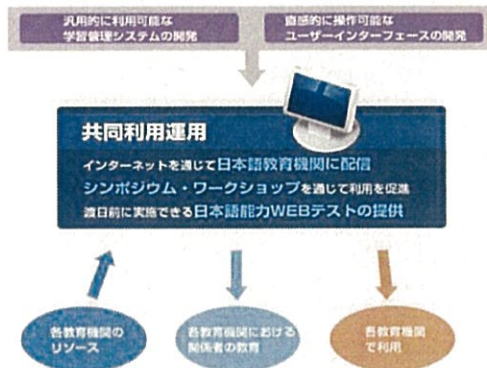 汎用的に利用可能な
学習管理システムの開発
直感的に操作可能な
ユーザーインターフェースの開発
共同利用運用
インターネットを通じて日本語教育機関に配信
シンポジウム・ワークショップを通じて利用を促進
渡日前に実施できる日本語能力WEBテストの提供
各教育機関の
リソース
各教育機関における
関係者の教育
各教育機関
で利用